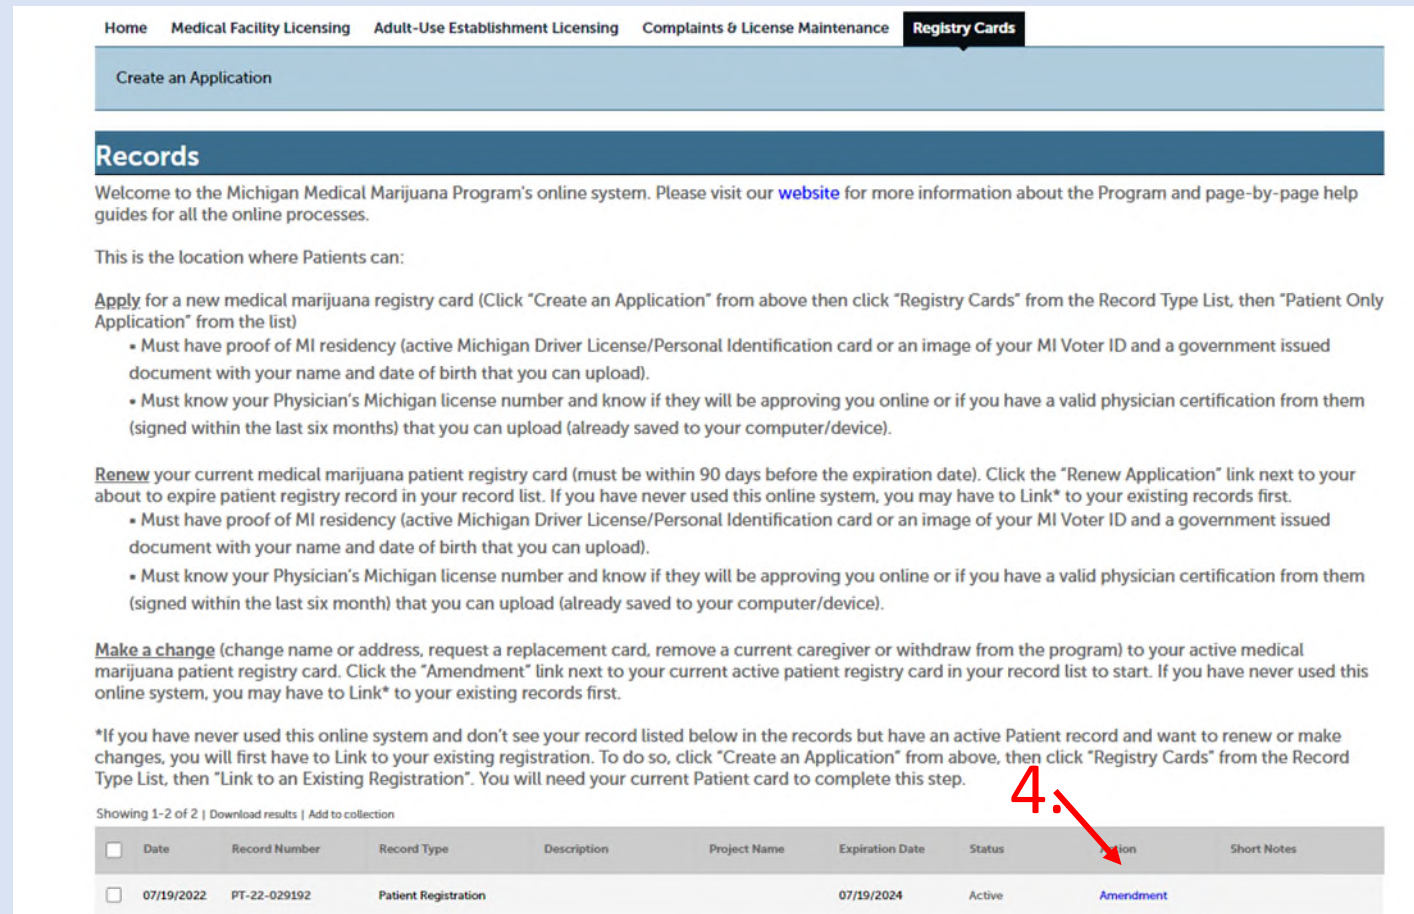 Home Medical Facility Licensing Adult-Use Establishment Licensing Complaints & License Maintenance Registry Cards
Create an Application
Records
Welcome to the Michigan Medical Marijuana Program's online system. Please visit our website for more information about the Program and page-by-page help
guides for all the online processes.
This is the location where Patients can:
Apply for a new medical marijuana registry card (Click "Create an Application" from above then click "Registry Cards" from the Record Type List, then "Patient Only
Application" from the list)
▪ Must have proof of MI residency (active Michigan Driver License/Personal Identification card or an image of your MI Voter ID and a government issued
document with your name and date of birth that you can upload).
▪ Must know your Physician's Michigan license number and know if they will be approving you online or if you have a valid physician certification from them
(signed within the last six months) that you can upload (already saved to your computer/device).
Renew your current medical marijuana patient registry card (must be within 90 days before the expiration date). Click the "Renew Application" link next to your
about to expire patient registry record in your record list. If you have never used this online system, you may have to Link* to your existing records first.
▪ Must have proof of MI residency (active Michigan Driver License/Personal Identification card or an image of your MI Voter ID and a government issued
document with your name and date of birth that you can upload).
▪ Must know your Physician's Michigan license number and know if they will be approving you online or if you have a valid physician certification from them
(signed within the last six month) that you can upload (already saved to your computer/device).
Make a change (change name or address, request a replacement card, remove a current caregiver or withdraw from the program) to your active medical
marijuana patient registry card. Click the "Amendment" link next to your current active patient registry card in your record list to start. If you have never used this
online system, you may have to Link* to your existing records first.
*If you have never used this online system and don't see your record listed below in the records but have an active Patient record and want to renew or make
changes, you will first have to Link to your existing registration. To do so, click "Create an Application" from above, then click "Registry Cards" from the Record
Type List, then "Link to an Existing Registration". You will need your current Patient card to complete this step.
4.
Showing 1-2 of 2 | Download results | Add to collection
Date Record Number Record Type Description Project Name Expiration Date Status Action Short Notes
07/19/2022 PT-22-029192 Patient Registration 07/19/2024 Active Amendment